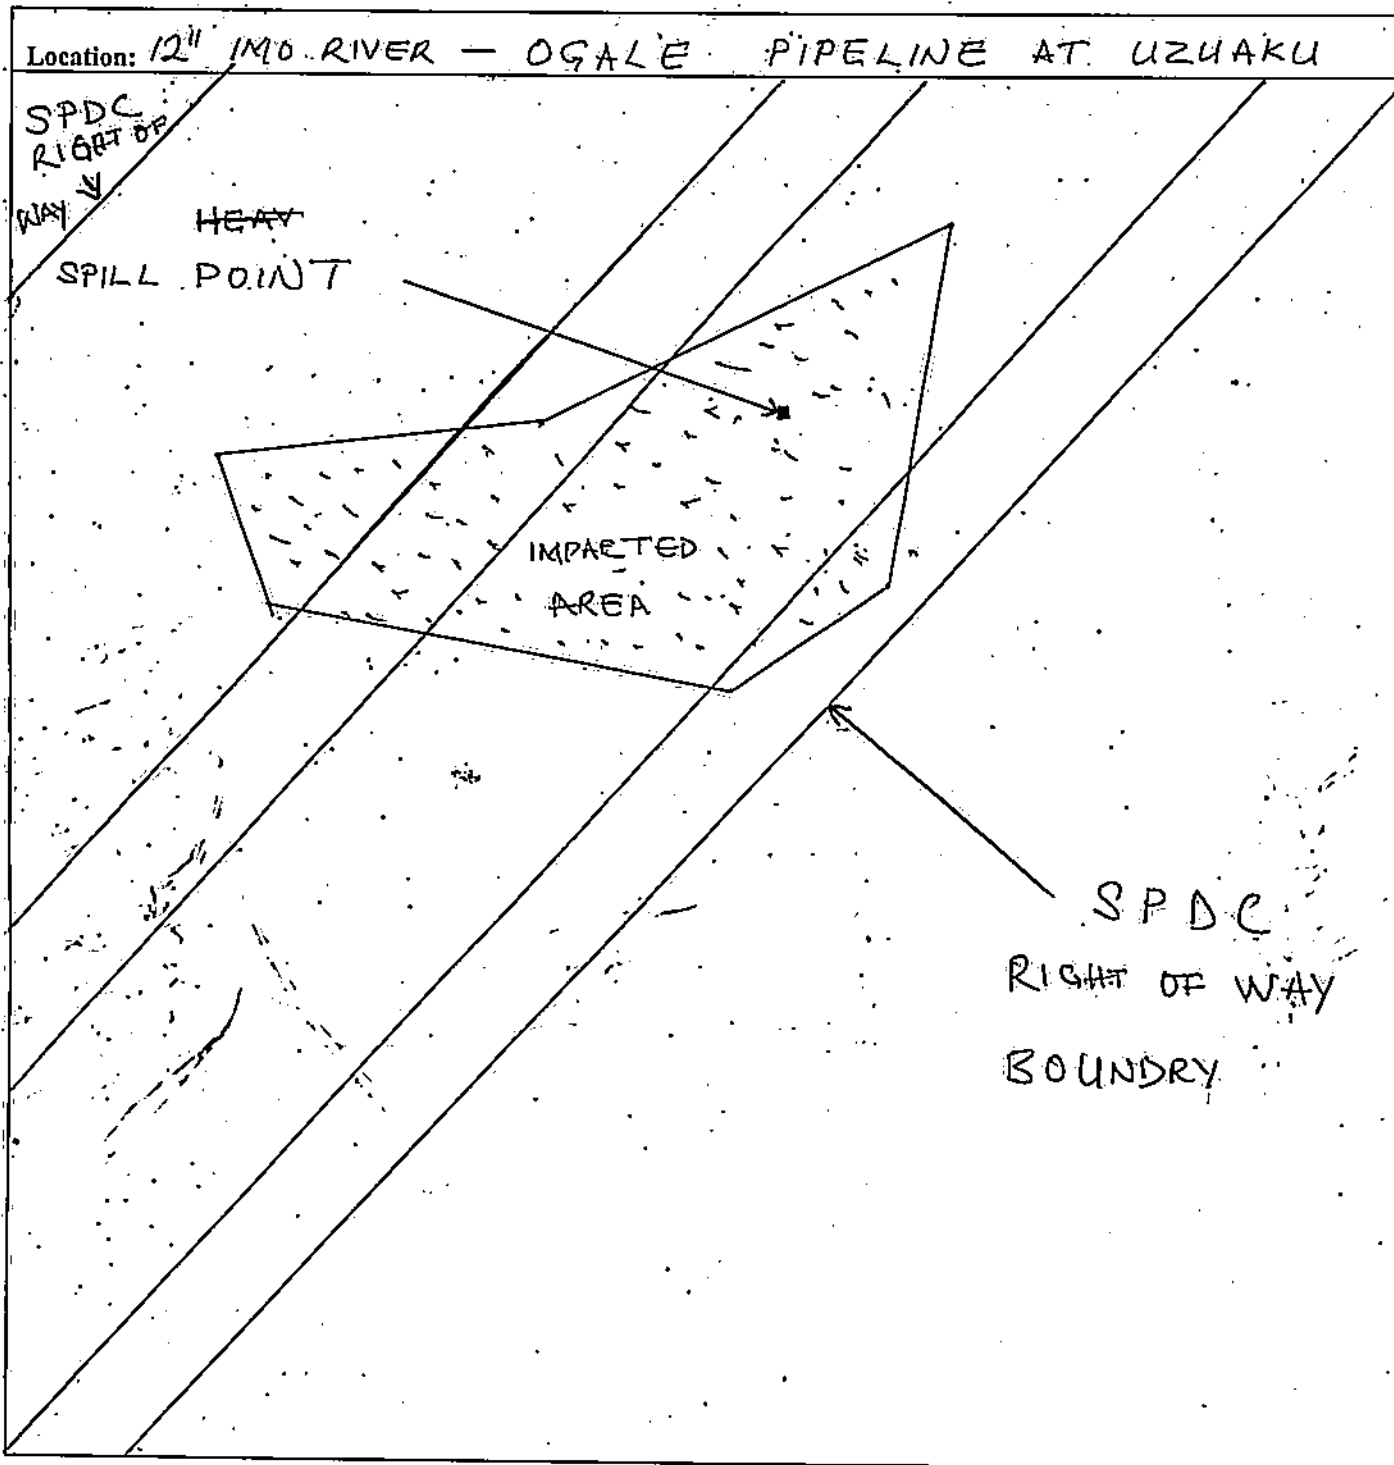 Location: 12" IMO RIVER — OGALE PIPELINE AT UZUAKU
SPDC
RIGHT OF
WAY
HEAV
SPILL POINT
IMPACTED
AREA
SPDC
RIGHT OF WAY
BOUNDRY